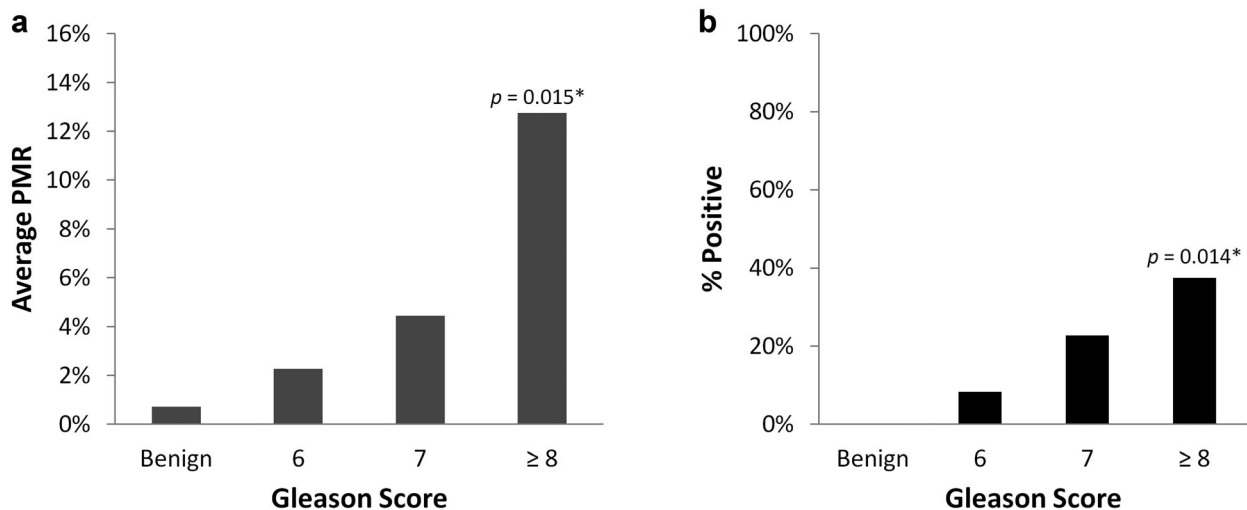 a
Average PMR
16%
14%
12%
10%
8%
6%
4%
2%
0%
p = 0.015*
Benign 6 7 ≥ 8
Gleason Score
b
% Positive
100%
80%
60%
40%
20%
0%
p = 0.014*
Benign 6 7 ≥ 8
Gleason Score